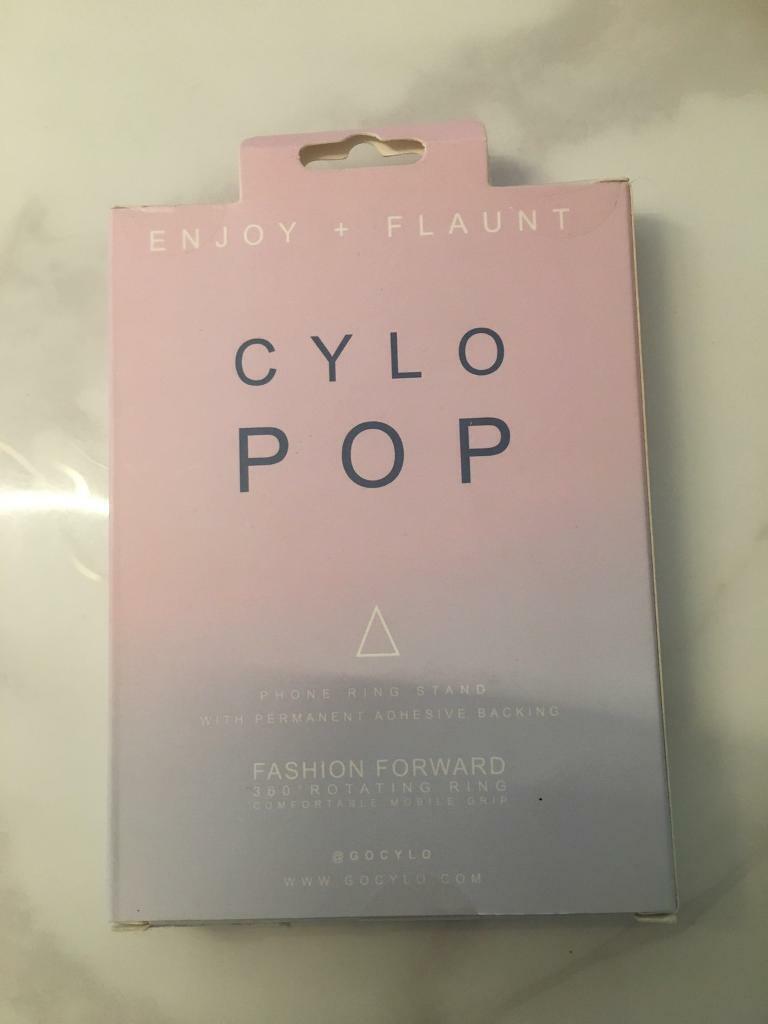 ENJOY + FLAUNT
CYLO
POP
PHONE RING STAND
WITH PERMANENT ADHESIVE BACKING
FASHION FORWARD
360° ROTATING RING
COMFORTABLE MOBILE GRIP
@GOCYLO
WWW.GOCYLO.COM